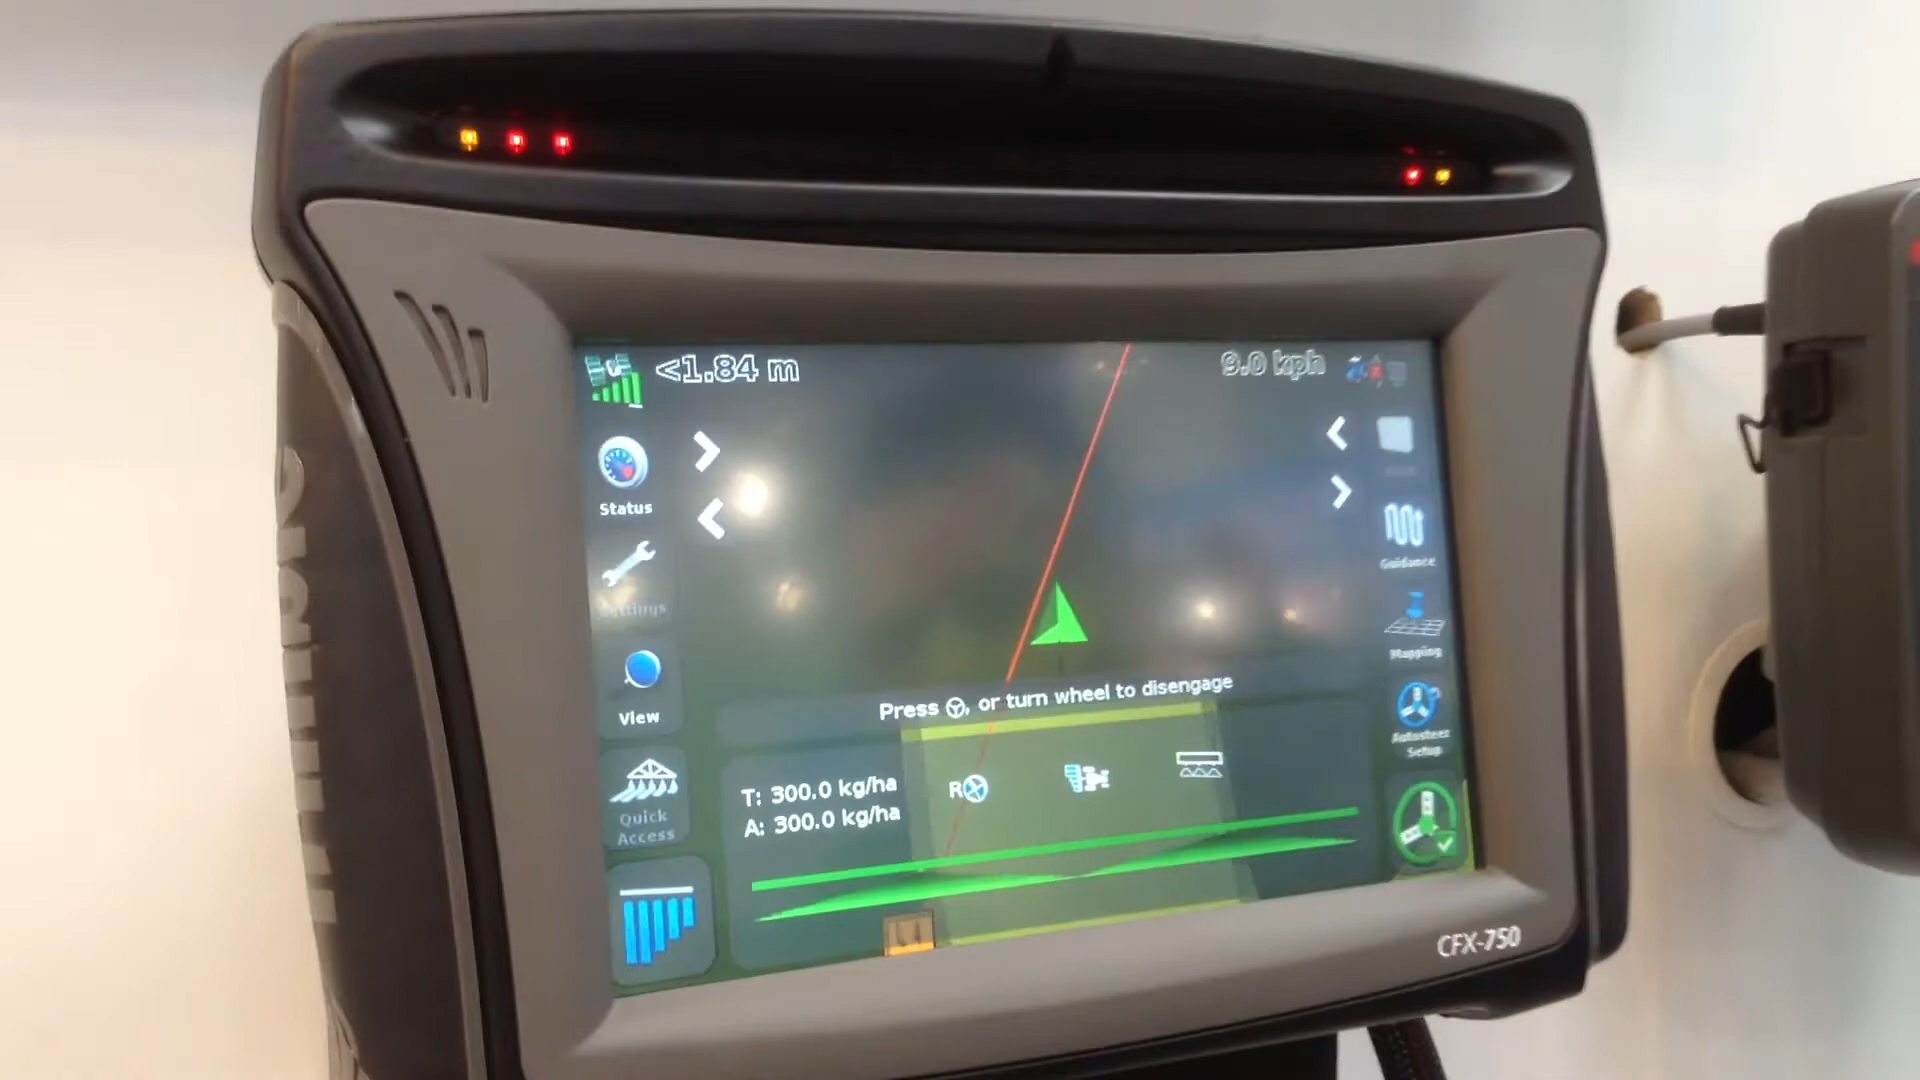 <1.84 m
9.0 kph
Status
Settings
View
Quick
Access
Guidance
Mapping
Autosteer
Setup
Press , or turn wheel to disengage
T: 300.0 kg/ha
A: 300.0 kg/ha
R
CFX-750